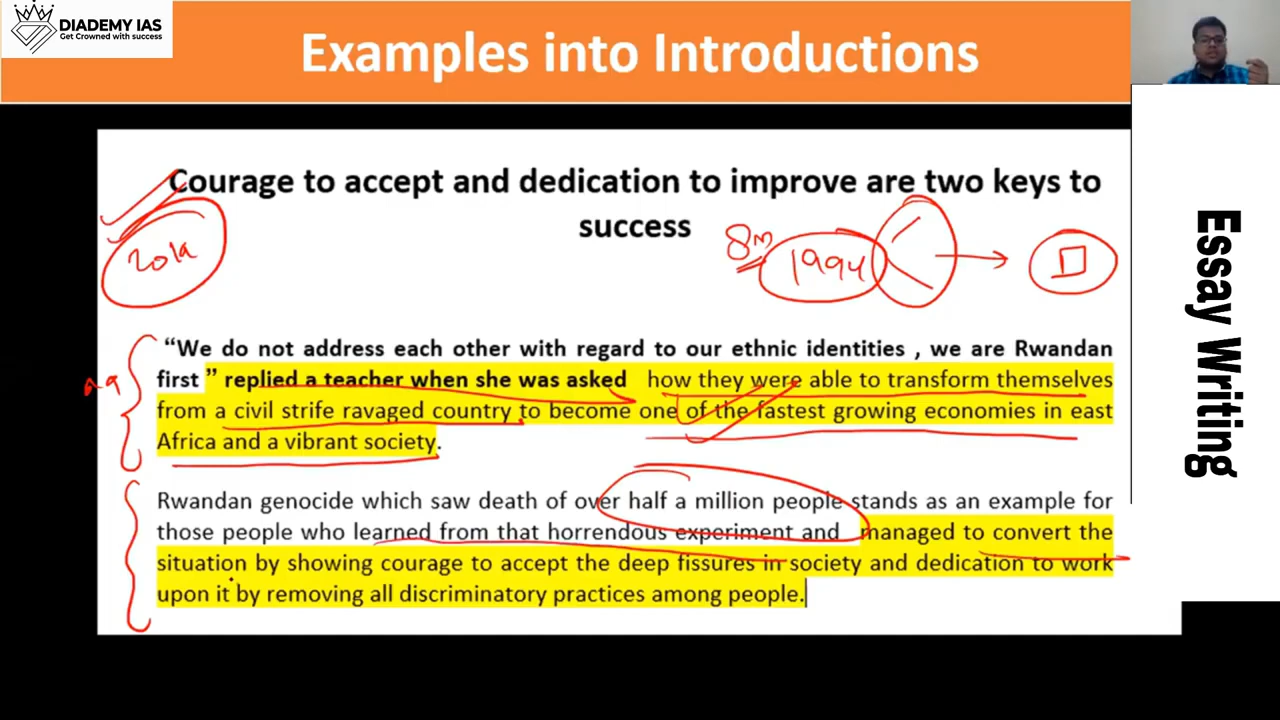 DIADEMY IAS
Get Crowned with success
Examples into Introductions
Courage to accept and dedication to improve are two keys to
success
2019
8m
1994
“We do not address each other with regard to our ethnic identities , we are Rwandan
first ” replied a teacher when she was asked how they were able to transform themselves
from a civil strife ravaged country to become one of the fastest growing economies in east
Africa and a vibrant society.
Rwandan genocide which saw death of over half a million people stands as an example for
those people who learned from that horrendous experiment and managed to convert the
situation by showing courage to accept the deep fissures in society and dedication to work
upon it by removing all discriminatory practices among people.
Essay Writing